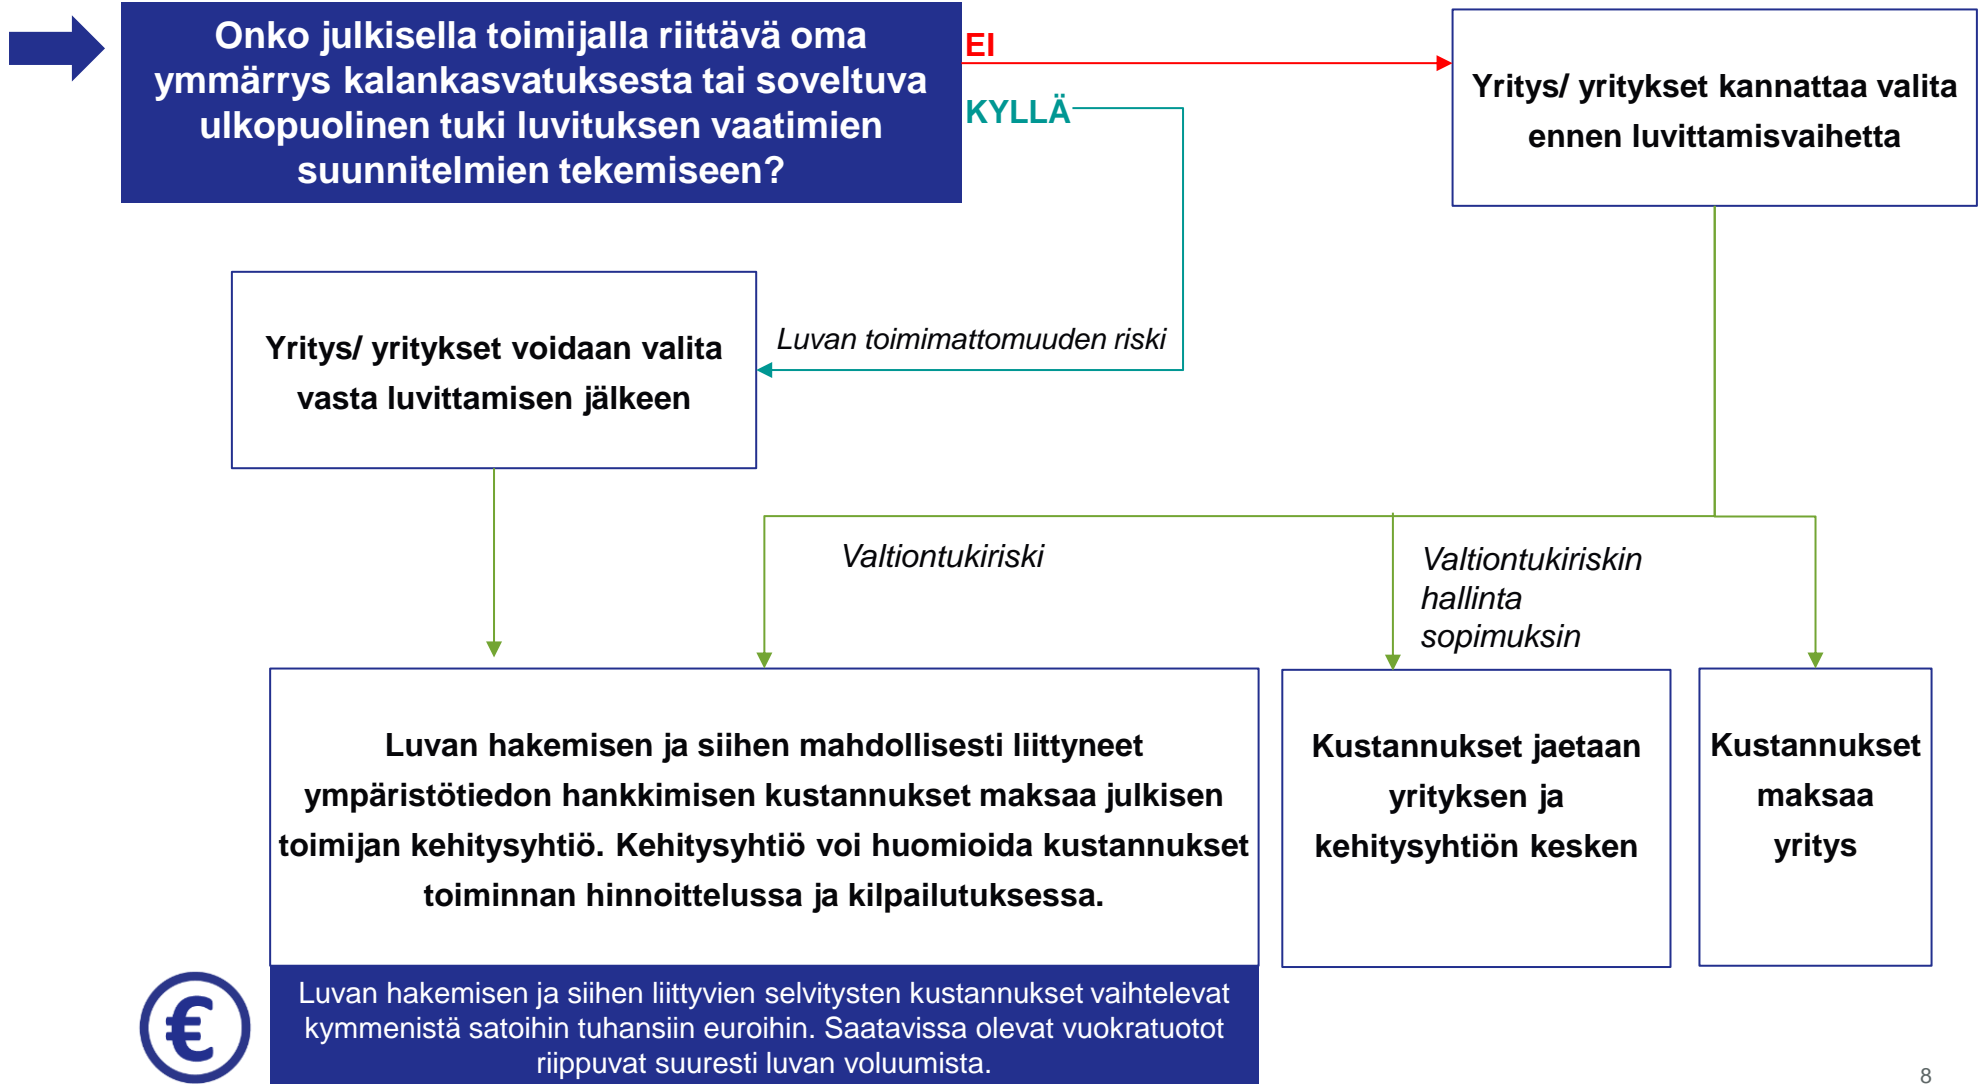 Onko julkisella toimijalla riittävä oma
ymmärrys kalankasvatuksesta tai soveltuva
ulkopuolinen tuki luvituksen vaatimien
suunnitelmien tekemiseen?
EI
KYLLÄ
Yritys/ yritykset kannattaa valita
ennen luvittamisvaihetta
Yritys/ yritykset voidaan valita
vasta luvittamisen jälkeen
Luvan toimimattomuuden riski
Valtiontukiriski
Valtiontukiriskin
hallinta
sopimuksin
Luvan hakemisen ja siihen mahdollisesti liittyneet
ympäristötiedon hankkimisen kustannukset maksaa julkisen
toimijan kehitysyhtiö. Kehitysyhtiö voi huomioida kustannukset
toiminnan hinnoittelussa ja kilpailutuksessa.
Kustannukset jaetaan
yrityksen ja
kehitysyhtiön kesken
Kustannukset
maksaa
yritys
€
Luvan hakemisen ja siihen liittyvien selvitysten kustannukset vaihtelevat
kymmenistä satoihin tuhansiin euroihin. Saatavissa olevat vuokratuotot
riippuvat suuresti luvan voluumista.
8